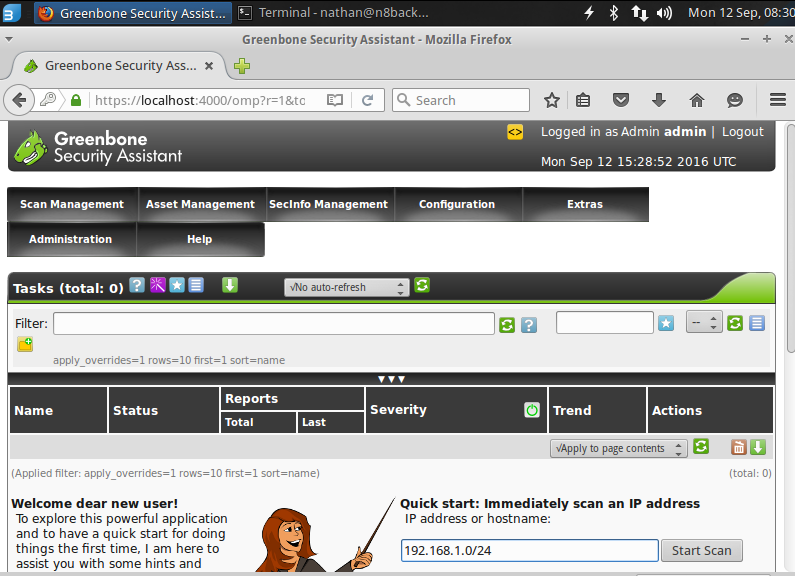 Greenbone Security Assist...
Terminal - nathan@n8back...
Mon 12 Sep, 08:30
Greenbone Security Assistant - Mozilla Firefox
Greenbone Security Ass...
https://localhost:4000/omp?r=1&to
Search
Greenbone
Security Assistant
<>
Logged in as Admin admin | Logout
Mon Sep 12 15:28:52 2016 UTC
Scan Management
Asset Management
SecInfo Management
Configuration
Extras
Administration
Help
Tasks (total: 0)
√No auto-refresh
Filter:
--
apply_overrides=1 rows=10 first=1 sort=name
Name
Status
Reports
Total
Last
Severity
Trend
Actions
√Apply to page contents
(Applied filter: apply_overrides=1 rows=10 first=1 sort=name)
(total: 0)
Welcome dear new user!
To explore this powerful application
and to have a quick start for doing
things the first time, I am here to
assist you with some hints and
Quick start: Immediately scan an IP address
IP address or hostname:
192.168.1.0/24
Start Scan